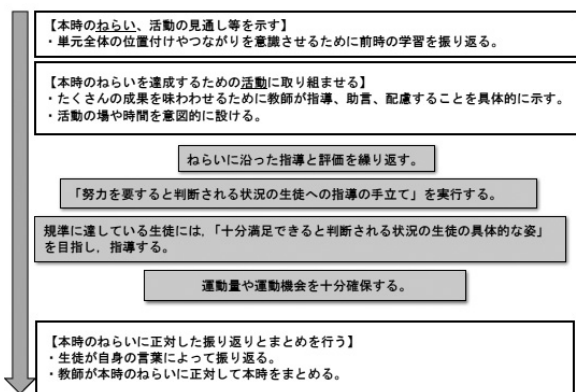 【本時のねらい、活動の見通し等を示す】
・単元全体の位置付けやつながりを意識させるために前時の学習を振り返る。
【本時のねらいを達成するための活動に取り組ませる】
・たくさんの成果を味わわせるために教師が指導、助言、配慮することを具体的に示す。
・活動の場や時間を意図的に設ける。
ねらいに沿った指導と評価を繰り返す。
「努力を要すると判断される状況の生徒への指導の手立て」を実行する。
規準に達している生徒には,「十分満足できると判断される状況の生徒の具体的な姿」
を目指し,指導する。
運動量や運動機会を十分確保する。
【本時のねらいに正対した振り返りとまとめを行う】
・生徒が自身の言葉によって振り返る。
・教師が本時のねらいに正対して本時をまとめる。